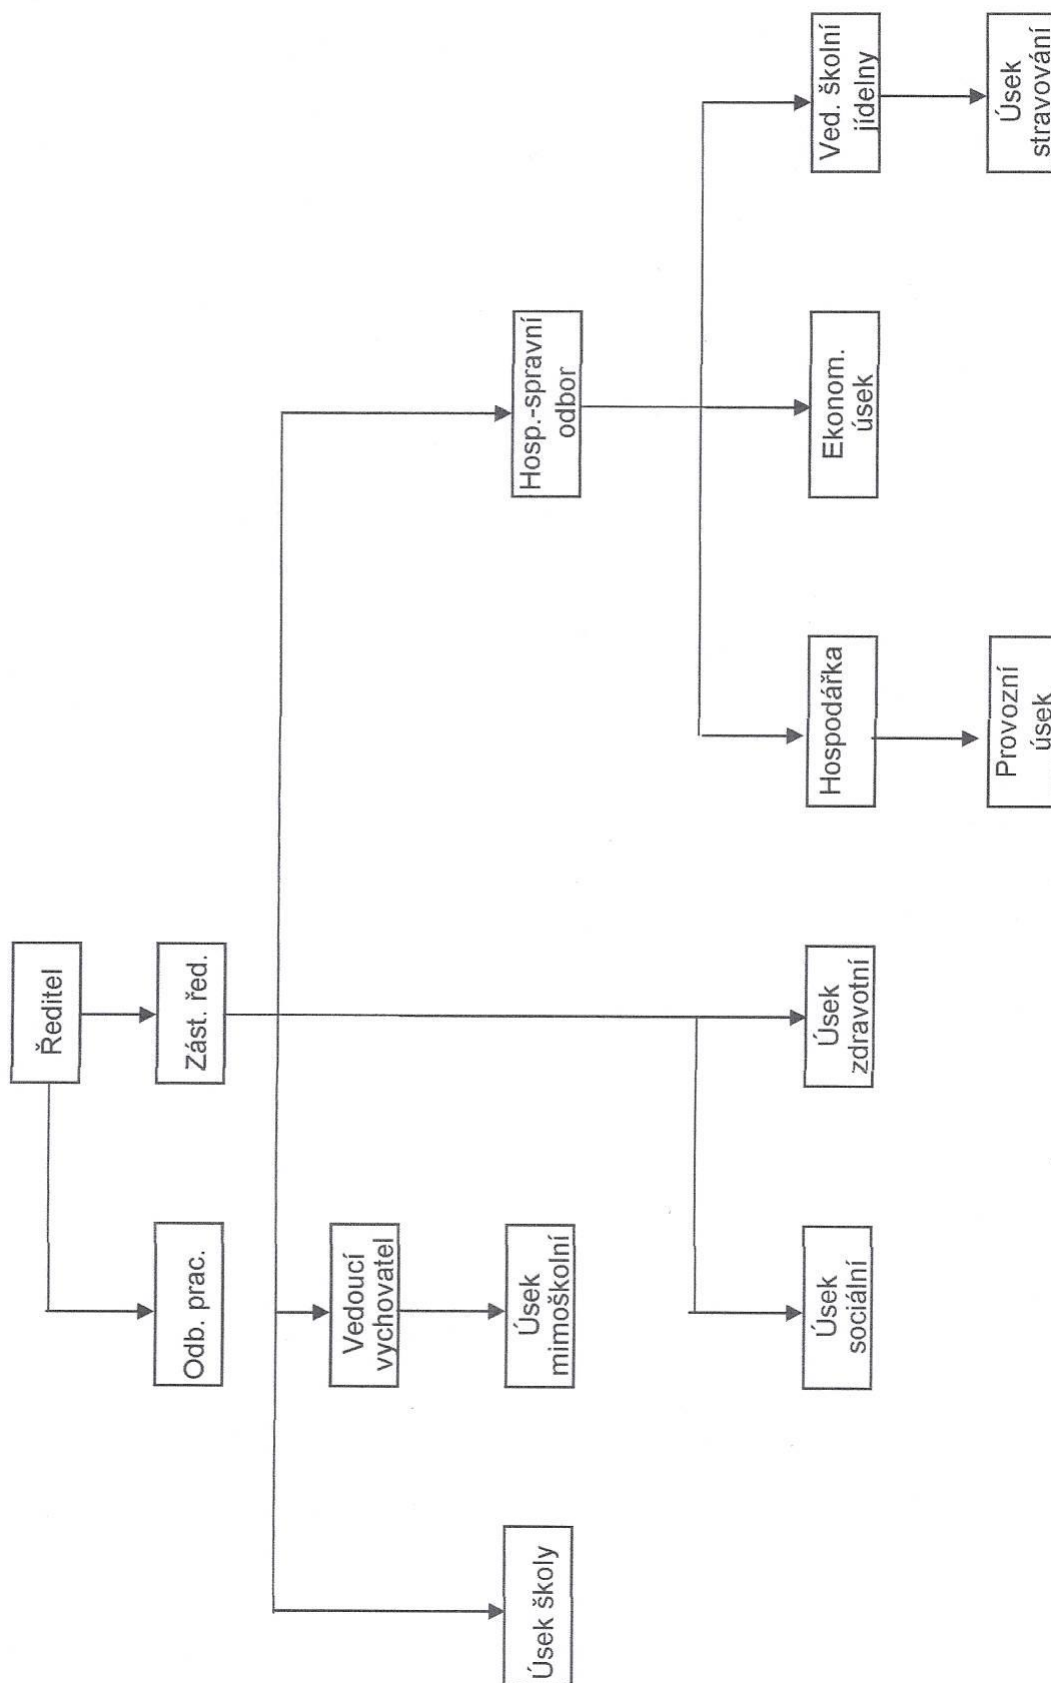 Ředitel
Odb. prac.
Zást. řed.
Vedoucí
vychovatel
Úsek školy
Úsek
mimoškolní
Hosp.-správní
odbor
Úsek
sociální
Úsek
zdravotní
Hospodářka
Ekonom.
úsek
Ved. školní
jídelny
Provozní
úsek
Úsek
stravování